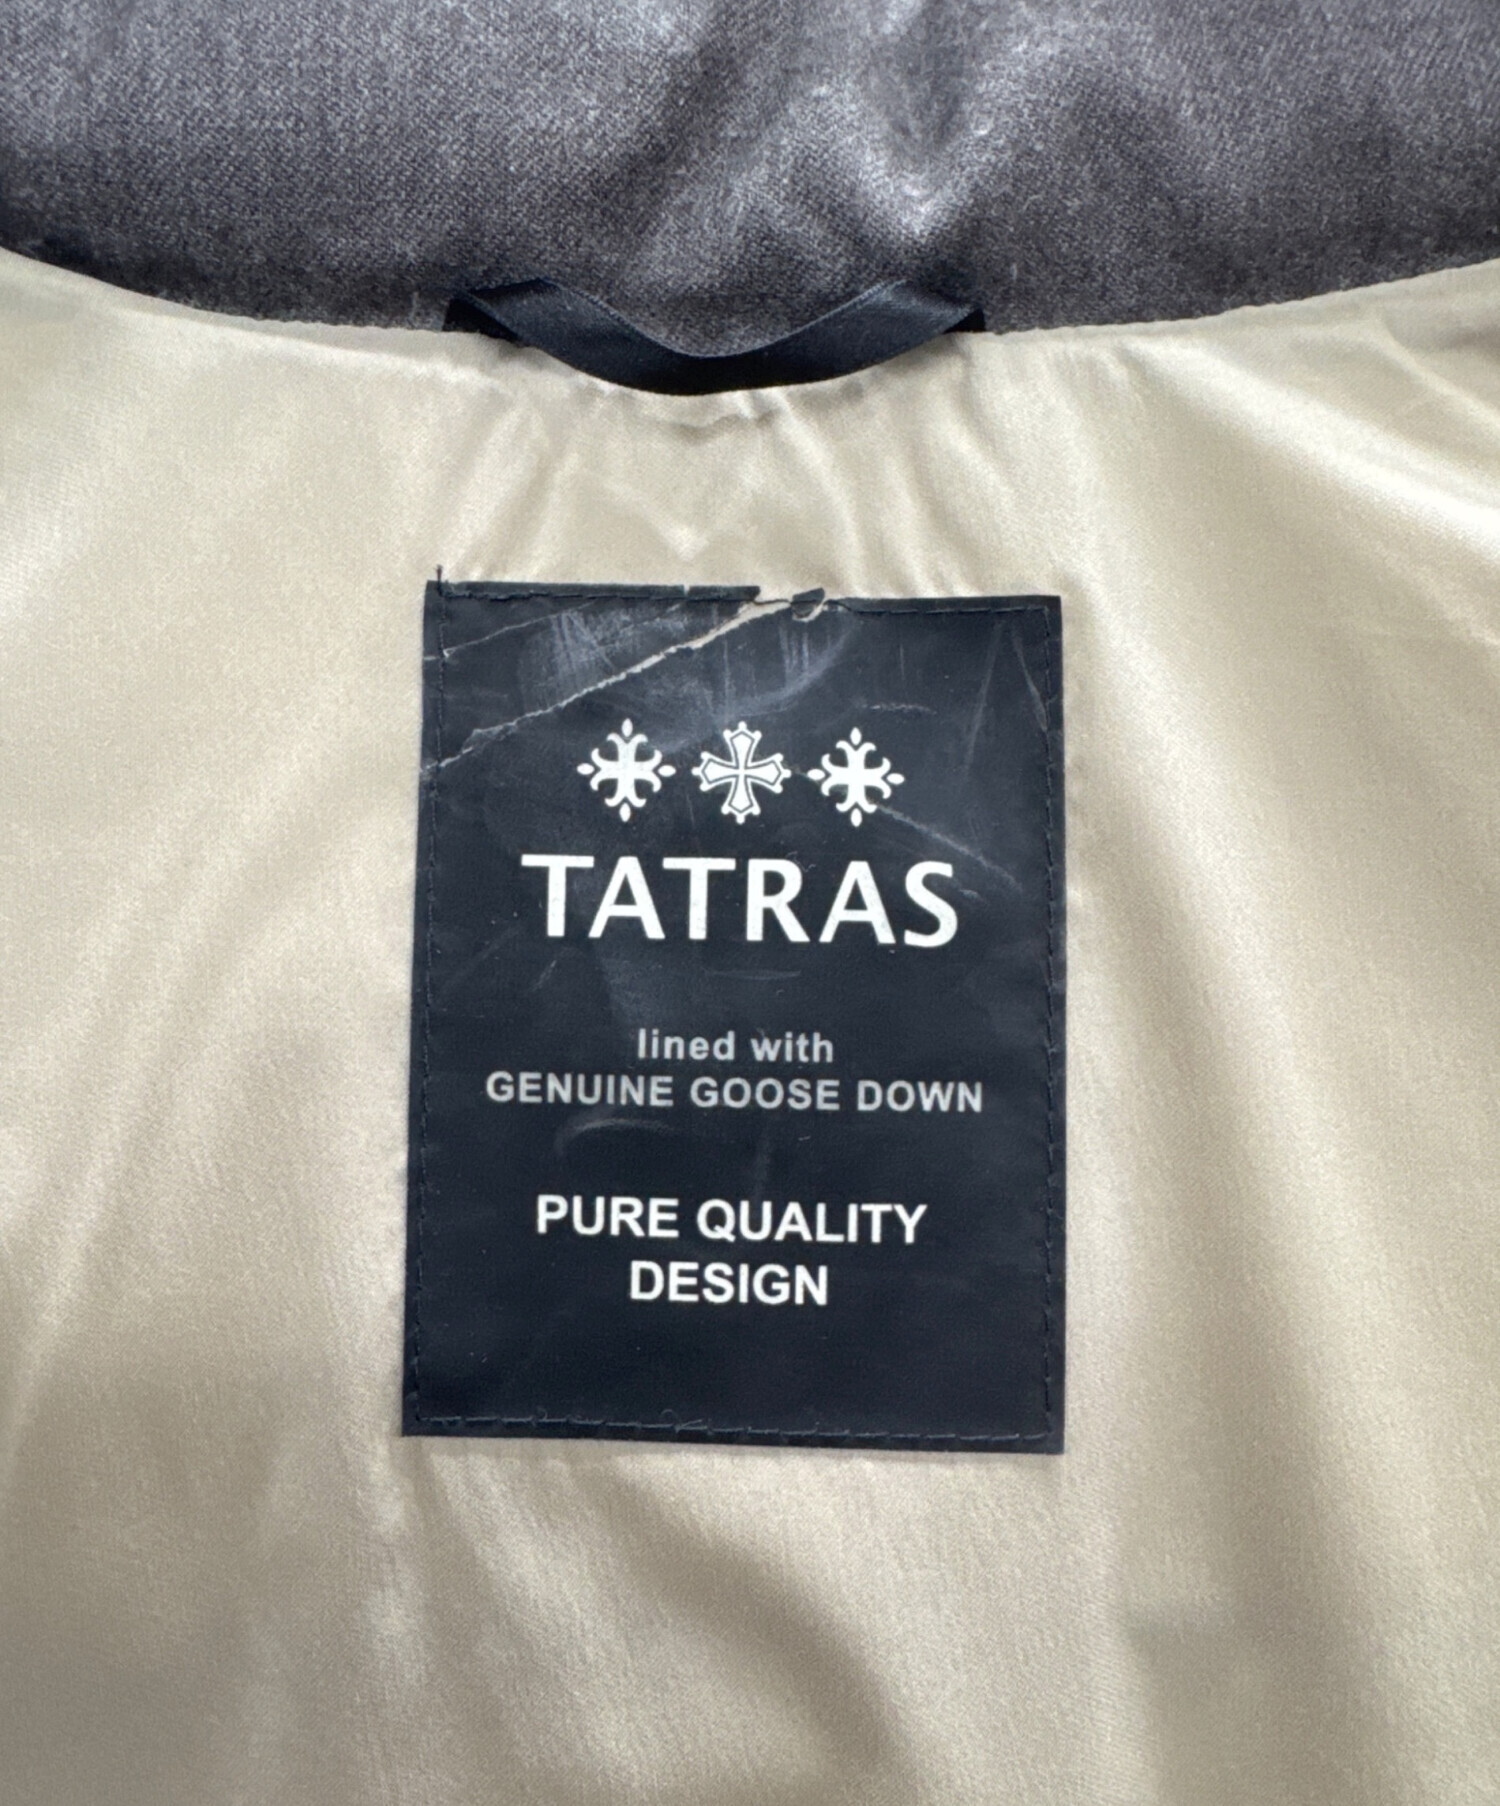 TATRAS
lined with
GENUINE GOOSE DOWN
PURE QUALITY
DESIGN